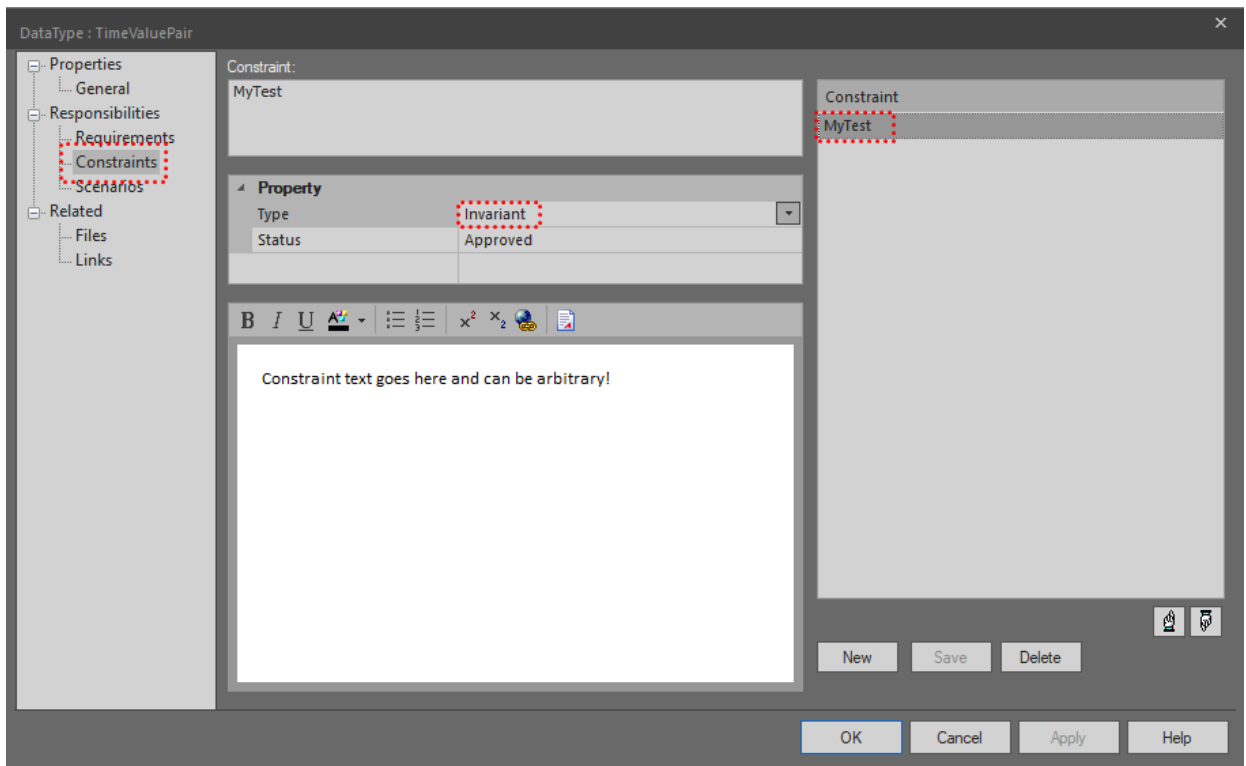 DataType : TimeValuePair
Properties
General
Responsibilities
Requirements
Constraints
Scenarios
Related
Files
Links
Constraint:
MyTest
Property
Type Invariant
Status Approved
B I U A x² ×₂
Constraint text goes here and can be arbitrary!
Constraint
MyTest
New Save Delete
OK Cancel Apply Help